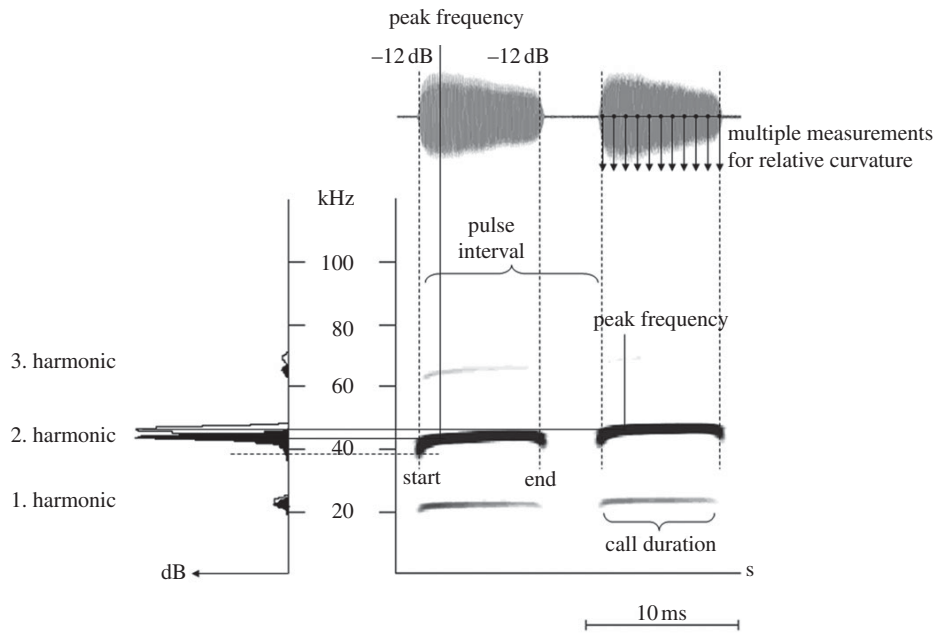 peak frequency
–12 dB –12 dB
multiple measurements
for relative curvature
kHz
pulse
interval
100
peak frequency
80
3. harmonic
60
2. harmonic
40
start
end
1. harmonic
20
call duration
dB
s
10 ms